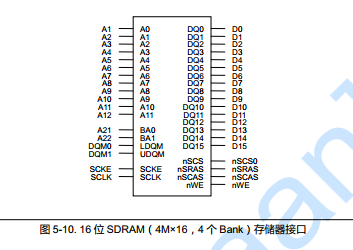 A1 A0 DQ0 D0
A2 A1 DQ1 D1
A3 A2 DQ2 D2
A4 A3 DQ3 D3
A5 A4 DQ4 D4
A6 A5 DQ5 D5
A7 A6 DQ6 D6
A8 A7 DQ7 D7
A9 A8 DQ8 D8
A10 A9 DQ9 D9
A11 A10 DQ10 D10
A12 A11 DQ11 D11
DQ12 D12
A21 BA0 DQ13 D13
A22 BA1 DQ14 D14
DQM0 LDQM DQ15 D15
DQM1 UDQM
nSCS nSCS0
SCKE SCKE nSRAS nSRAS
SCLK SCLK nSCAS nSCAS
nWE nWE
图 5-10. 16 位 SDRAM（4M×16，4 个 Bank）存储器接口